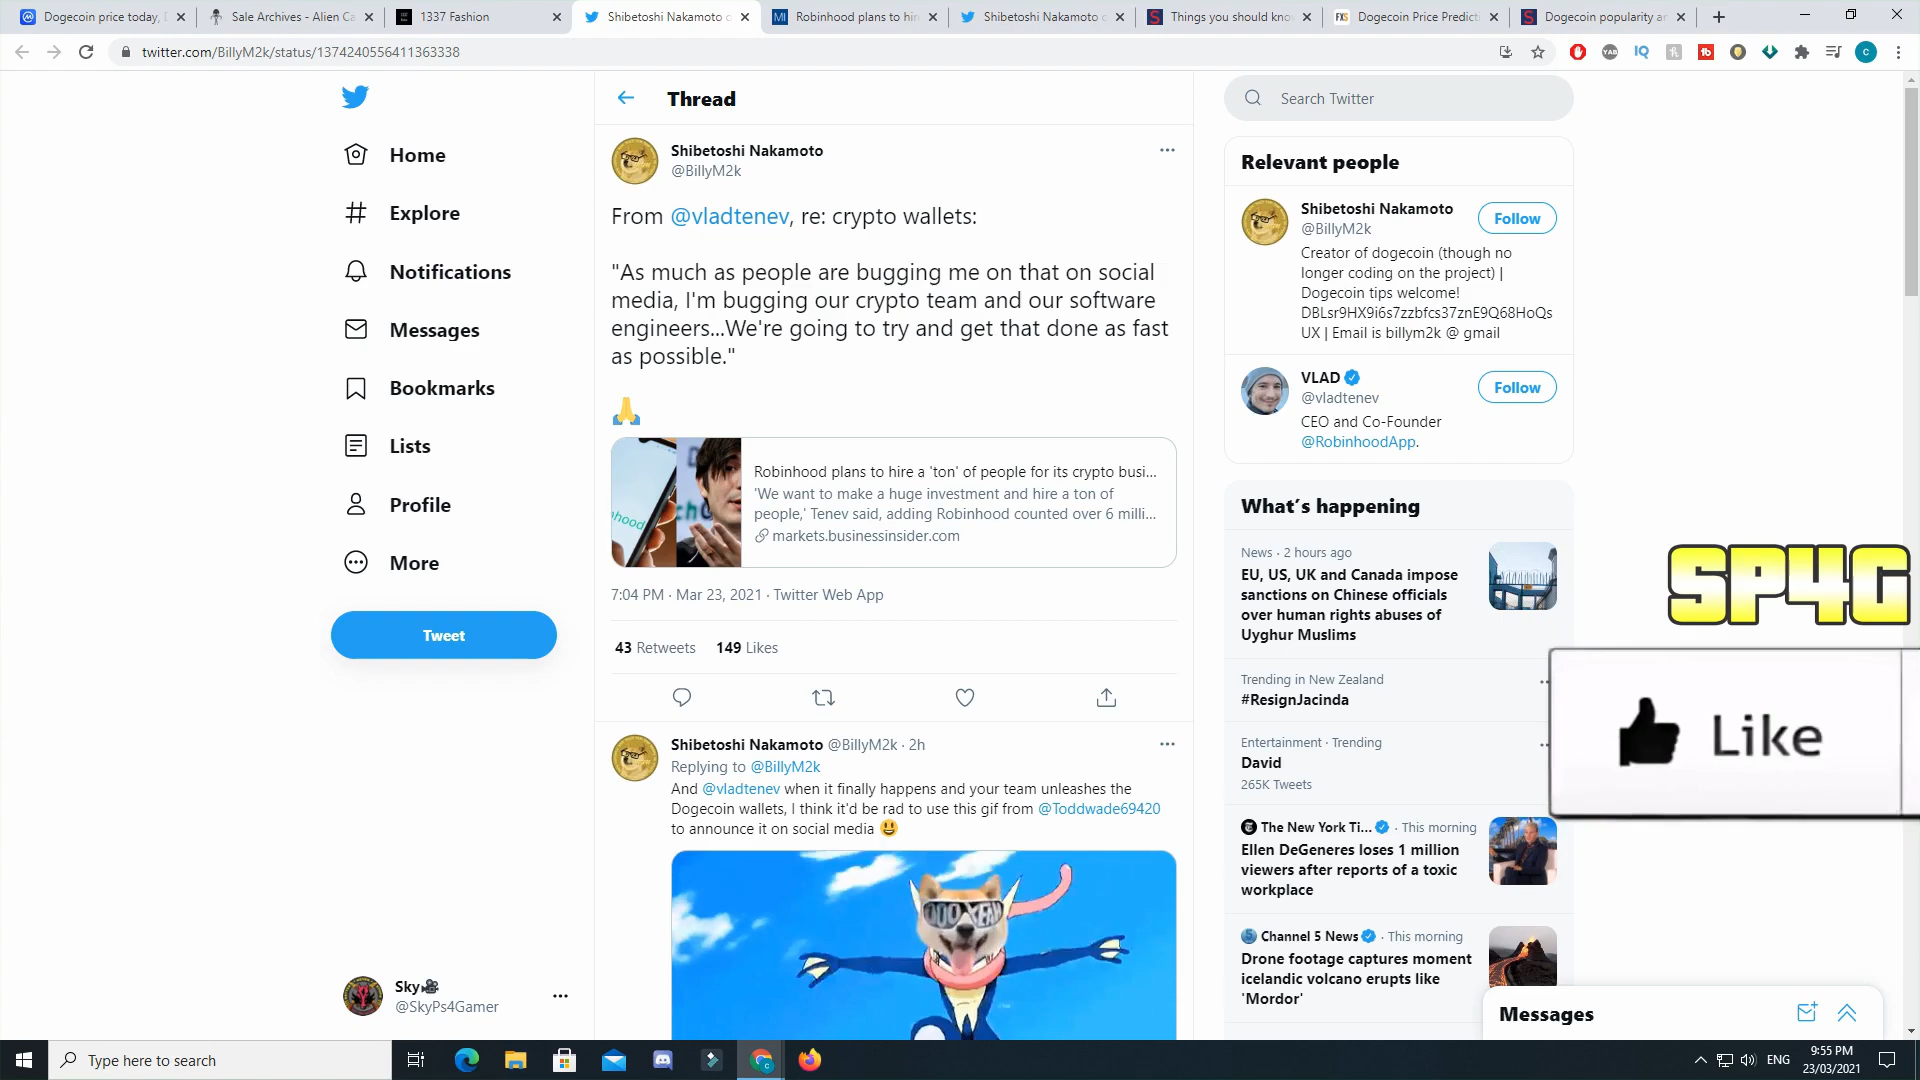 Dogecoin price today, D
Sale Archives - Alien Ca
1337 Fashion
Shibetoshi Nakamoto o
Robinhood plans to hir
Shibetoshi Nakamoto o
Things you should know
Dogecoin Price Predicti
Dogecoin popularity an
twitter.com/BillyM2k/status/1374240556411363338
Home
Explore
Notifications
Messages
Bookmarks
Lists
Profile
More
Tweet
Sky
@SkyPs4Gamer
Thread
Shibetoshi Nakamoto
@BillyM2k
From @vladtenev, re: crypto wallets:
"As much as people are bugging me on that on social
media, I'm bugging our crypto team and our software
engineers...We're going to try and get that done as fast
as possible."
Robinhood plans to hire a 'ton' of people for its crypto busi...
'We want to make a huge investment and hire a ton of
people,' Tenev said, adding Robinhood counted over 6 milli...
markets.businessinsider.com
7:04 PM · Mar 23, 2021 · Twitter Web App
43 Retweets 149 Likes
Shibetoshi Nakamoto @BillyM2k · 2h
Replying to @BillyM2k
And @vladtenev when it finally happens and your team unleashes the
Dogecoin wallets, I think it'd be rad to use this gif from @Toddwade69420
to announce it on social media
Search Twitter
Relevant people
Shibetoshi Nakamoto
@BillyM2k
Follow
Creator of dogecoin (though no
longer coding on the project) |
Dogecoin tips welcome!
DBLsr9HX9i6s7zzbfcs37znE9Q68HoQs
UX | Email is billym2k @ gmail
VLAD
@vladtenev
Follow
CEO and Co-Founder
@RobinhoodApp.
What's happening
News · 2 hours ago
EU, US, UK and Canada impose
sanctions on Chinese officials
over human rights abuses of
Uyghur Muslims
Trending in New Zealand
#ResignJacinda
Entertainment · Trending
David
265K Tweets
The New York Ti... · This morning
Ellen DeGeneres loses 1 million
viewers after reports of a toxic
workplace
Channel 5 News · This morning
Drone footage captures moment
icelandic volcano erupts like
'Mordor'
Messages
SP4G
Like
Type here to search
ENG
9:55 PM
23/03/2021